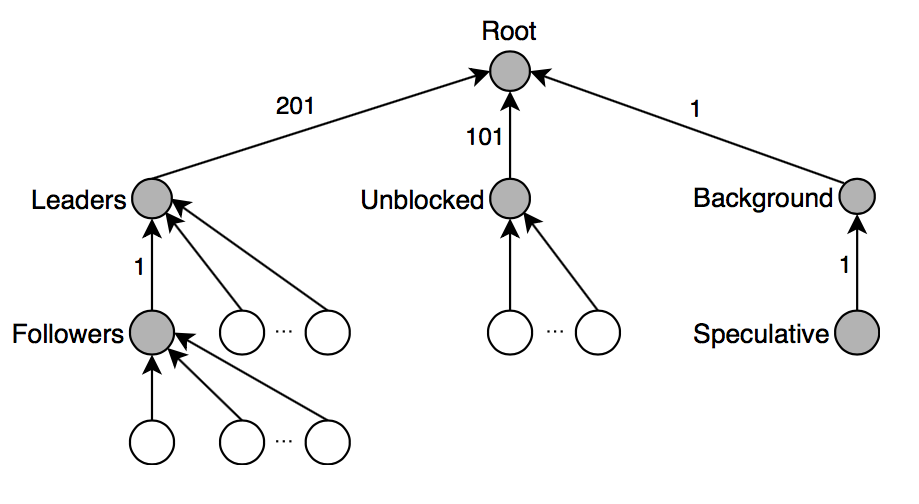 Root
201
1
101
Leaders
Unblocked
Background
1
1
Followers
...
...
Speculative
...